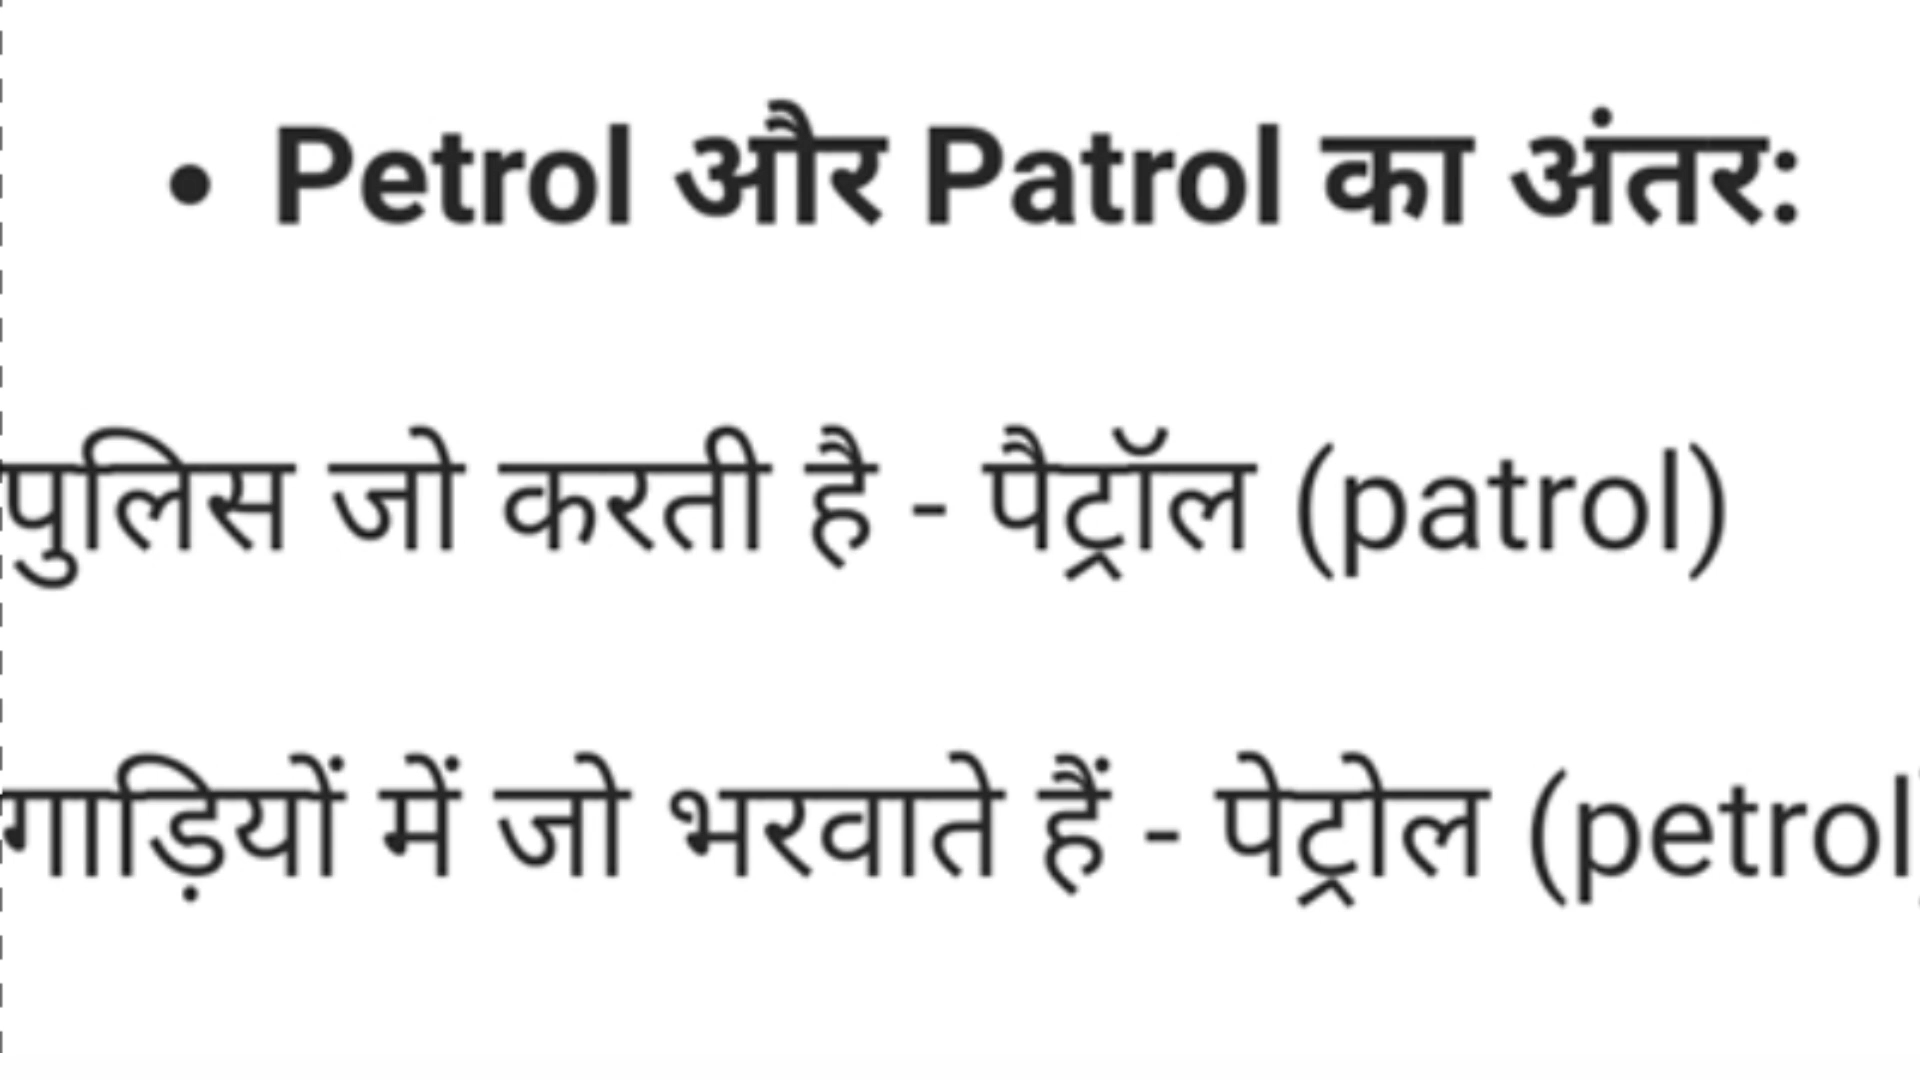 • Petrol और Patrol का अंतर:
पुलिस जो करती है - पैट्रॉल (patrol)
गाड़ियों में जो भरवाते हैं - पेट्रोल (petrol)